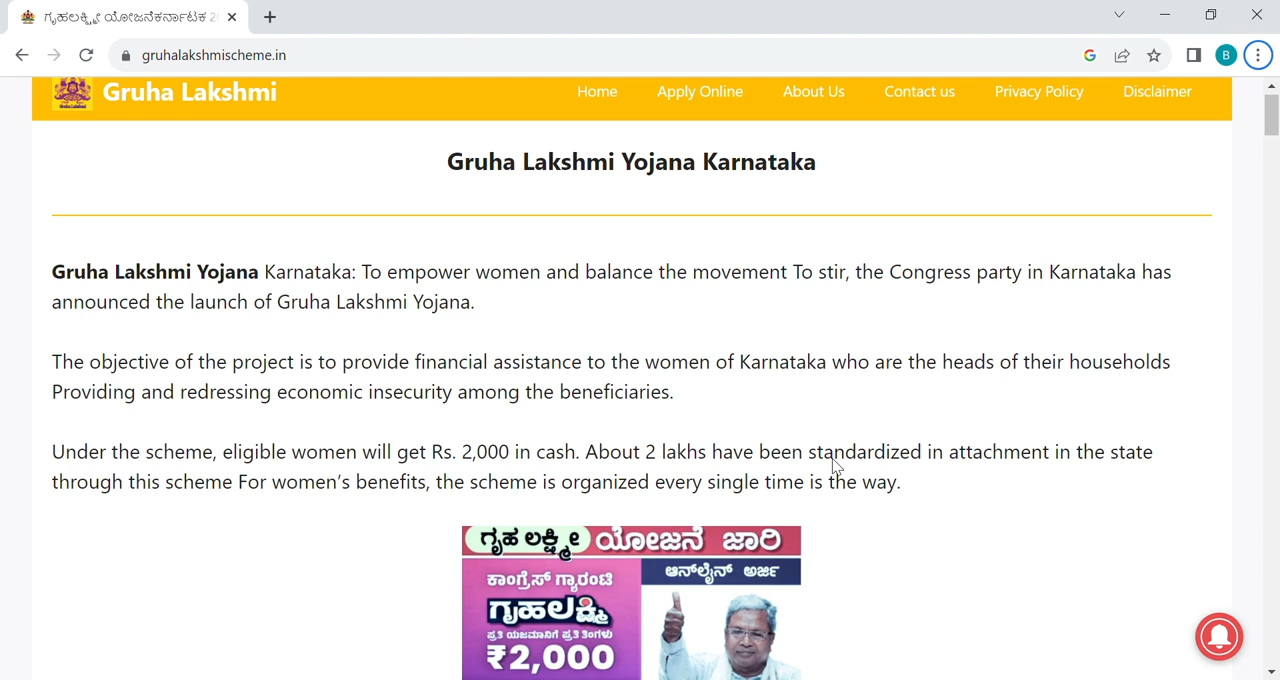 ಗೃಹಲಕ್ಷ್ಮೀ ಯೋಜನೆಕರ್ನಾಟಕ 2
gruhalakshmischeme.in
B
Gruha Lakshmi
Home Apply Online About Us Contact us Privacy Policy Disclaimer
Gruha Lakshmi Yojana Karnataka
Gruha Lakshmi Yojana Karnataka: To empower women and balance the movement To stir, the Congress party in Karnataka has
announced the launch of Gruha Lakshmi Yojana.
The objective of the project is to provide financial assistance to the women of Karnataka who are the heads of their households
Providing and redressing economic insecurity among the beneficiaries.
Under the scheme, eligible women will get Rs. 2,000 in cash. About 2 lakhs have been standardized in attachment in the state
through this scheme For women’s benefits, the scheme is organized every single time is the way.
ಗೃಹ ಲಕ್ಷ್ಮೀ ಯೋಜನೆ ಜಾರಿ
ಕಾಂಗ್ರೆಸ್ ಗ್ಯಾರಂಟಿ
ಆನ್‌ಲೈನ್ ಅರ್ಜಿ
ಗೃಹಲಕ್ಷ್ಮಿ
ಪ್ರತಿ ಯಜಮಾನಿಗೆ ಪ್ರತಿ ತಿಂಗಳು
₹2,000